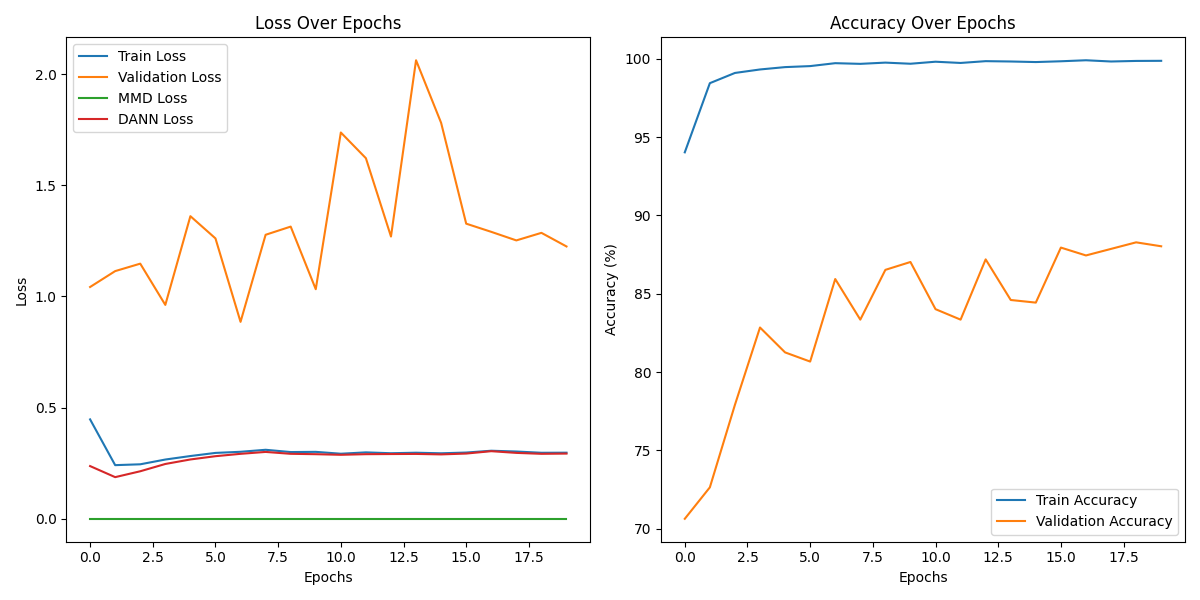 Loss Over Epochs
Train Loss
Validation Loss
MMD Loss
DANN Loss
2.0
1.5
1.0
0.5
0.0
Loss
0.0 2.5 5.0 7.5 10.0 12.5 15.0 17.5
Epochs
Accuracy Over Epochs
100
95
90
85
80
75
70
Accuracy (%)
Train Accuracy
Validation Accuracy
0.0 2.5 5.0 7.5 10.0 12.5 15.0 17.5
Epochs